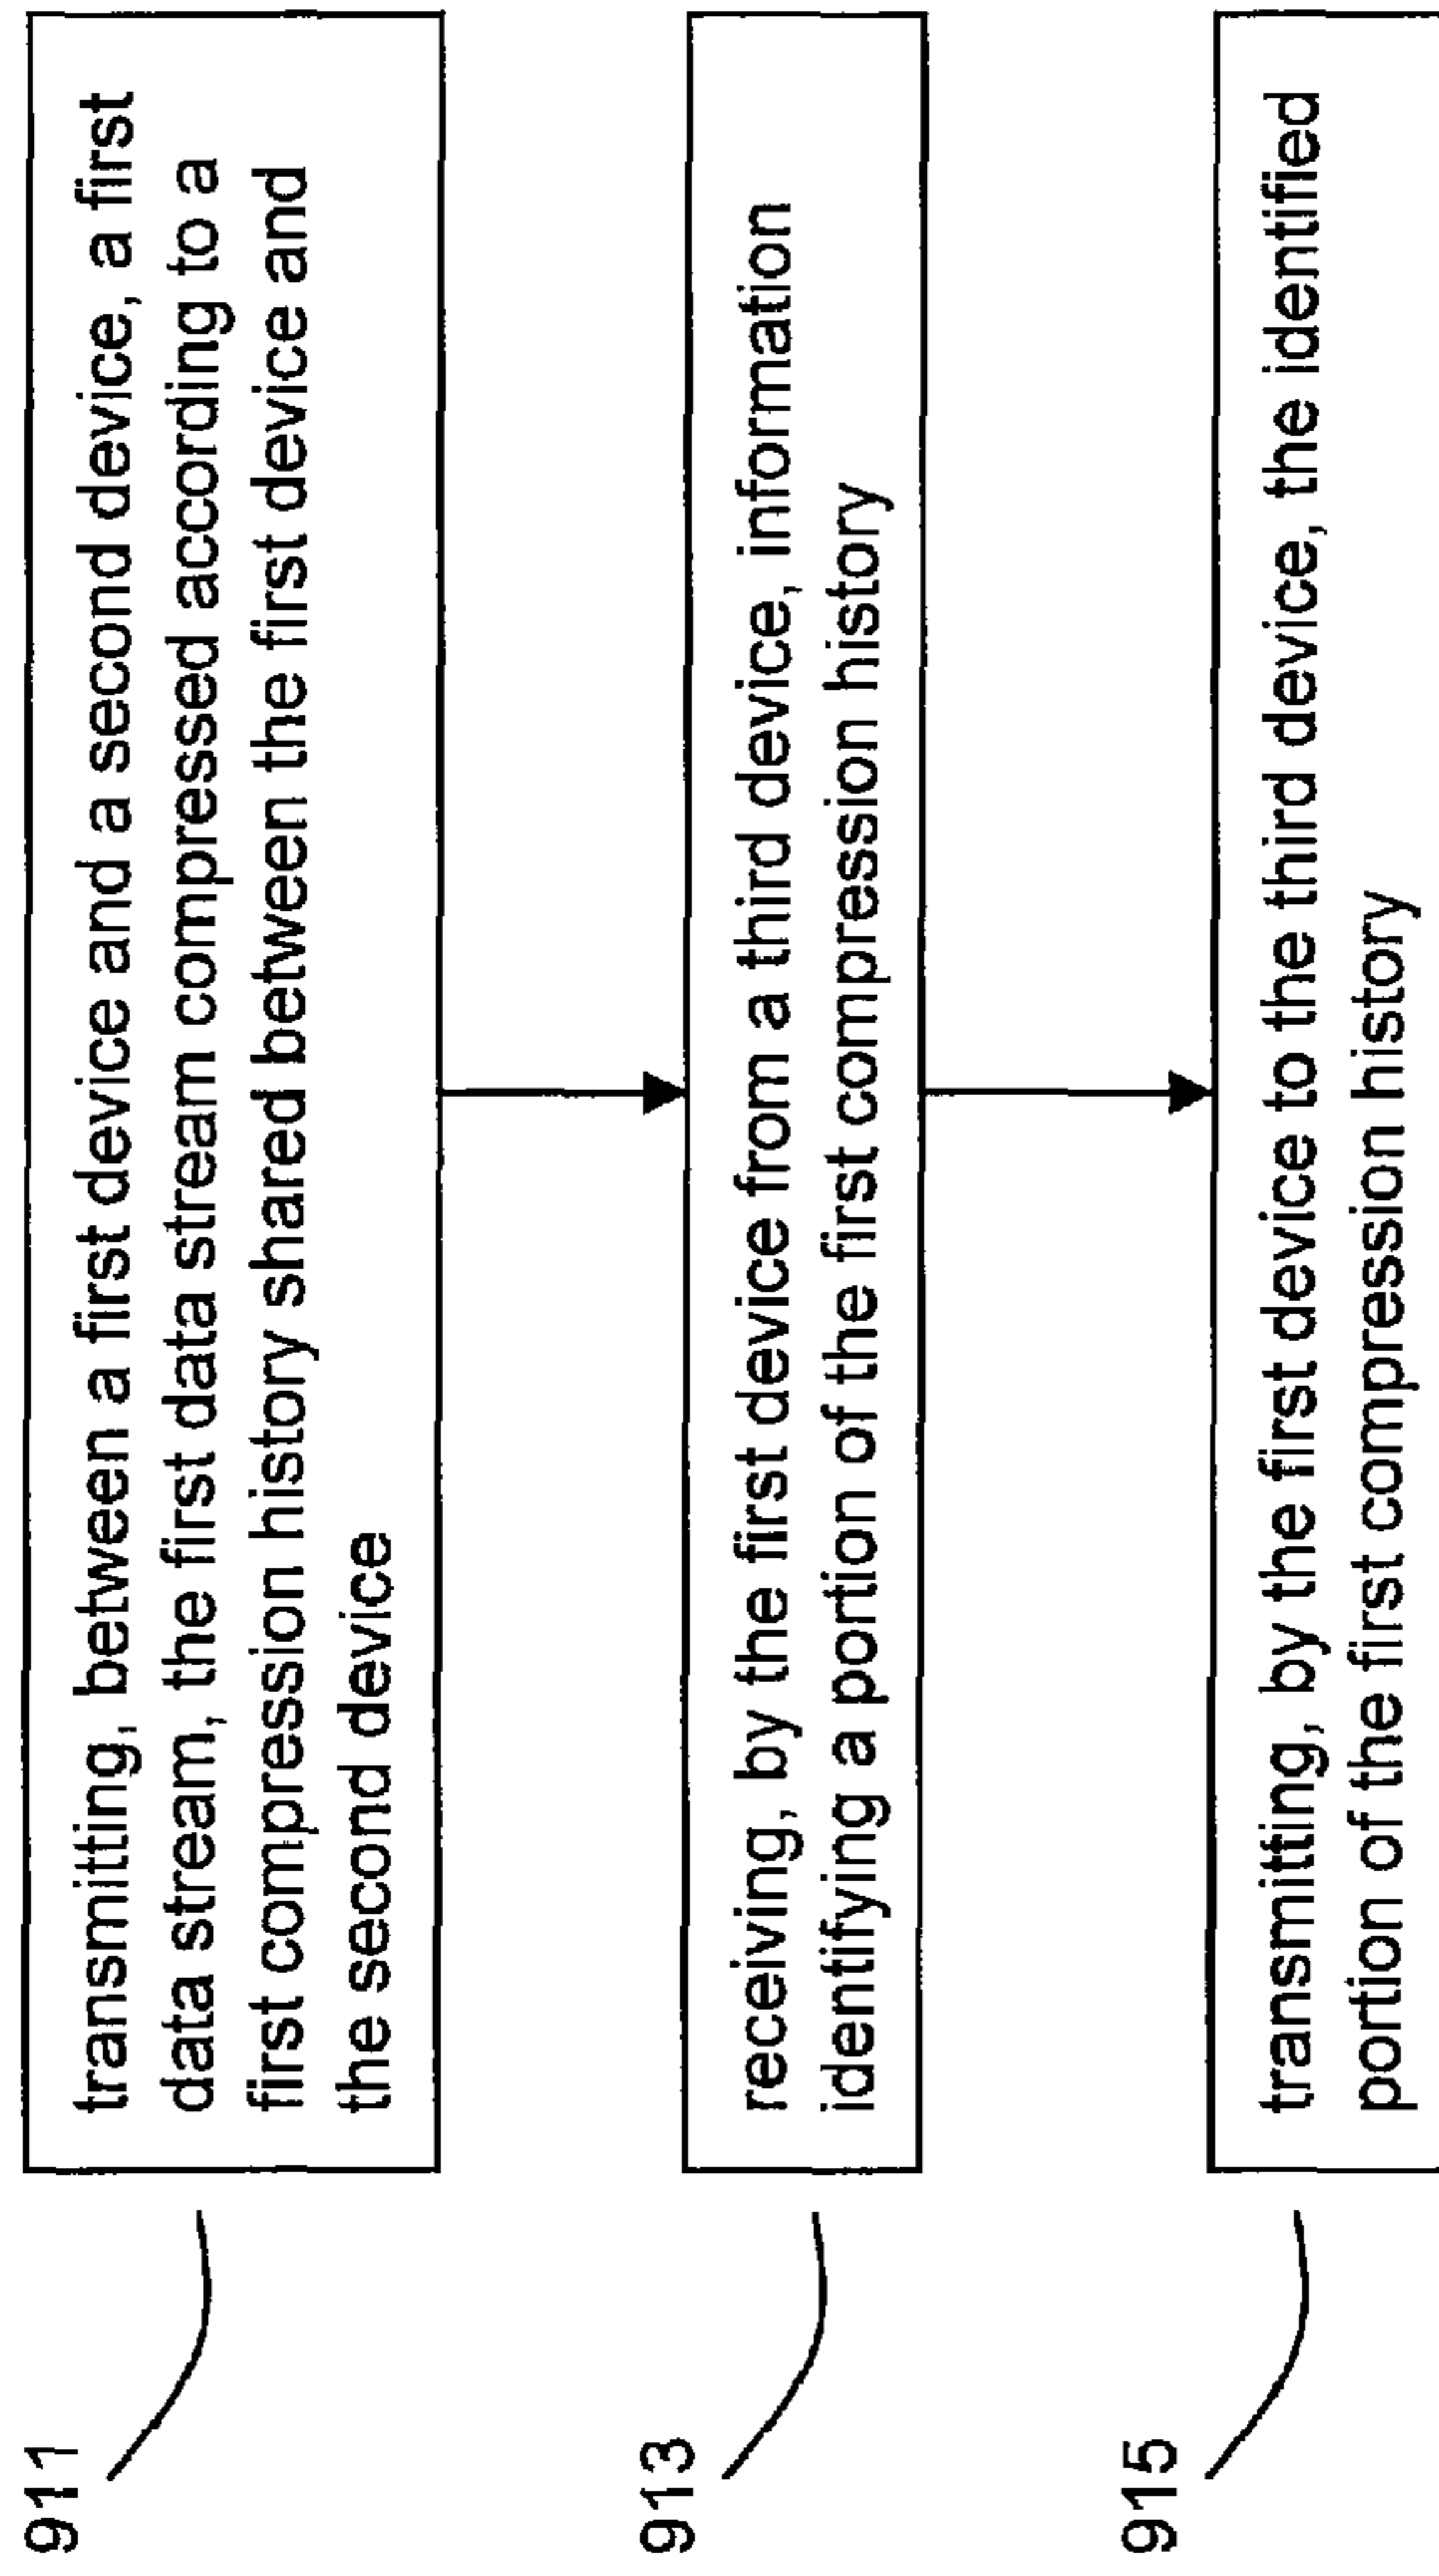 911
transmitting, between a first device and a second device, a first
data stream, the first data stream compressed according to a
first compression history shared between the first device and
the second device
913
receiving, by the first device from a third device, information
identifying a portion of the first compression history
915
transmitting, by the first device to the third device, the identified
portion of the first compression history